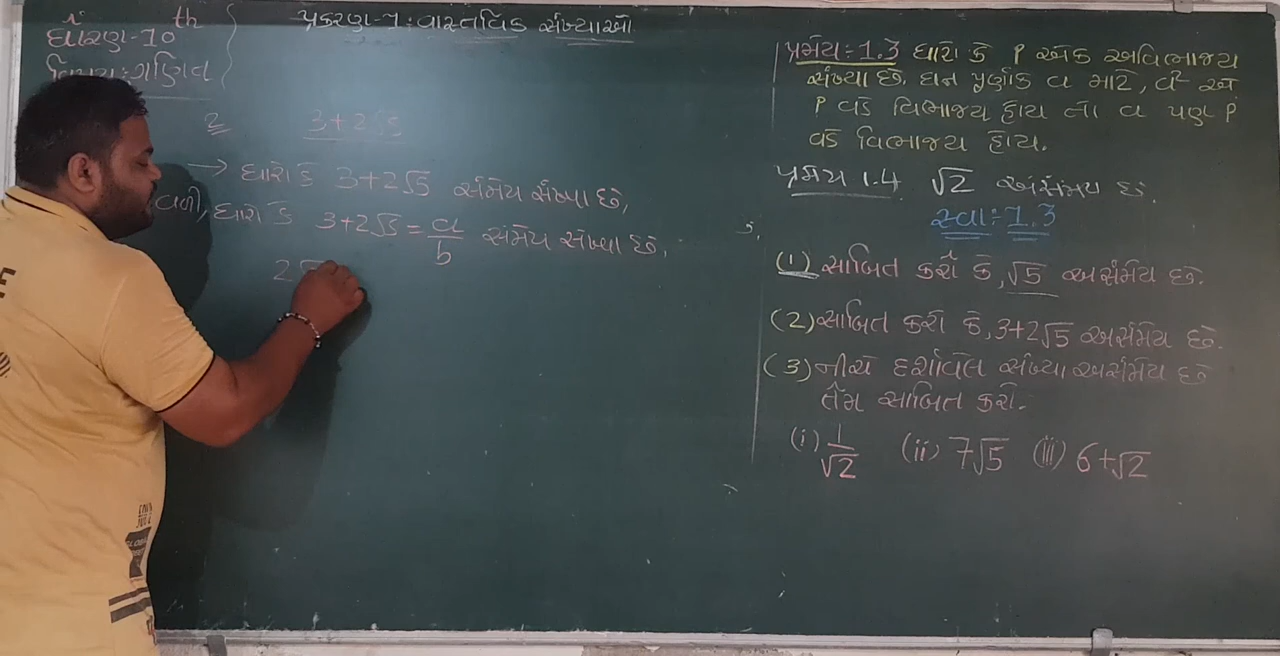 ધોરણ-10th
વિષય:ગણિત
પ્રકરણ-1: વાસ્તવિક સંખ્યાઓ
2 3+2√5
→ ધારો કે 3+2√5 સંમેય સંખ્યા છે,
વળી, ધારો કે 3+2√5 = a/b સંમેય સંખ્યા છે.
2√
પ્રમેય:-1.3 ધારો કે P એક અવિભાજ્ય
સંખ્યા છે. ધન પૂર્ણાંક a માટે, a² એ
P વડે વિભાજ્ય હોય તો a પણ P
વડે વિભાજ્ય હોય.
પ્રમેય 1.4 √2 અસંમેય છે.
સ્વા:-1.3
(1) સાબિત કરો કે, √5 અસંમેય છે.
(2) સાબિત કરો કે, 3+2√5 અસંમેય છે.
(3) નીચે દર્શાવેલ સંખ્યા અસંમેય છે
તેમ સાબિત કરો.
(i) 1/√2 (ii) 7√5 (iii) 6+√2